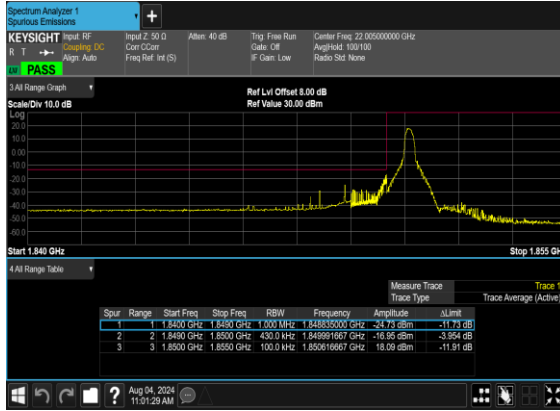 Spectrum Analyzer 1
Spurious Emissions
KEYSIGHT Input: RF Input Z: 50 Ω Atten: 40 dB Trig: Free Run Center Freq: 22.005000000 GHz
R T Coupling: DC Corr CCorr Gate: Off Avg|Hold: 100/100
Align: Auto Freq Ref: Int (S) IF Gain: Low Radio Std: None
PASS
3 All Range Graph
Ref Lvl Offset 8.00 dB
Scale/Div 10.0 dB Ref Value 30.00 dBm
Log
20.0
10.0
0.00
-10.0
-20.0
-30.0
-40.0
-50.0
-60.0
Start 1.840 GHz Stop 1.855 GH
4 All Range Table
Measure Trace Trace 1
Trace Type Trace Average (Active)
Spur Range Start Freq Stop Freq RBW Frequency Amplitude ΔLimit
1 1 1.8400 GHz 1.8490 GHz 1.000 MHz 1.848835000 GHz -24.73 dBm -11.73 dB
2 2 1.8490 GHz 1.8500 GHz 430.0 kHz 1.849991667 GHz -16.95 dBm -3.954 dB
3 3 1.8500 GHz 1.8550 GHz 100.0 kHz 1.850616667 GHz 18.09 dBm -11.91 dB
Aug 04, 2024
11:01:29 AM